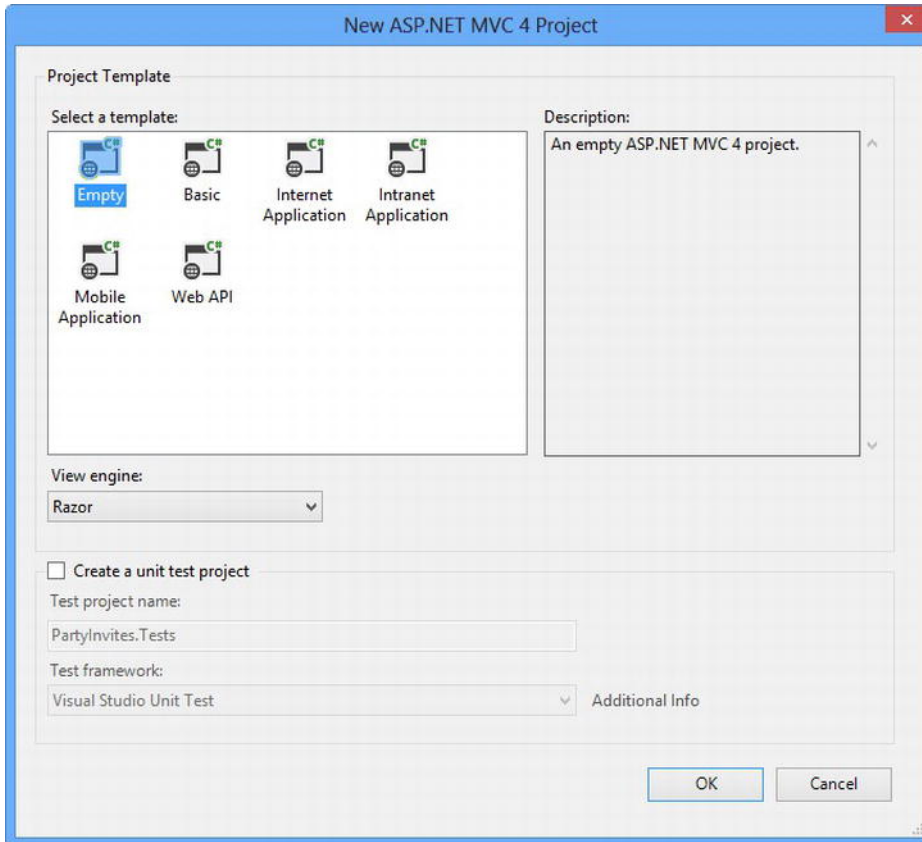 New ASP.NET MVC 4 Project
Project Template
Select a template:
C#
Empty
C#
Basic
C#
Internet
Application
C#
Intranet
Application
C#
Mobile
Application
C#
Web API
Description:
An empty ASP.NET MVC 4 project.
View engine:
Razor
Create a unit test project
Test project name:
PartyInvites.Tests
Test framework:
Visual Studio Unit Test
Additional Info
OK
Cancel